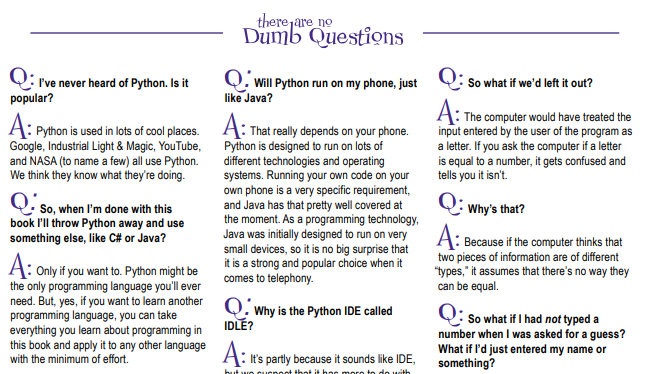 there are no
Dumb Questions
Q: I've never heard of Python. Is it
popular?
A: Python is used in lots of cool places.
Google, Industrial Light & Magic, YouTube,
and NASA (to name a few) all use Python.
We think they know what they're doing.
Q: So, when I'm done with this
book I'll throw Python away and use
something else, like C# or Java?
A: Only if you want to. Python might be
the only programming language you'll ever
need. But, yes, if you want to learn another
programming language, you can take
everything you learn about programming in
this book and apply it to any other language
with the minimum of effort.
Q: Will Python run on my phone, just
like Java?
A: That really depends on your phone.
Python is designed to run on lots of
different technologies and operating
systems. Running your own code on your
own phone is a very specific requirement,
and Java has that pretty well covered at
the moment. As a programming technology,
Java was initially designed to run on very
small devices, so it is no big surprise that
it is a strong and popular choice when it
comes to telephony.
Q: Why is the Python IDE called
IDLE?
A: It's partly because it sounds like IDE,
but we suspect that it has more to do with
Q: So what if we'd left it out?
A: The computer would have treated the
input entered by the user of the program as
a letter. If you ask the computer if a letter
is equal to a number, it gets confused and
tells you it isn't.
Q: Why's that?
A: Because if the computer thinks that
two pieces of information are of different
"types," it assumes that there's no way they
can be equal.
Q: So what if I had not typed a
number when I was asked for a guess?
What if I'd just entered my name or
something?